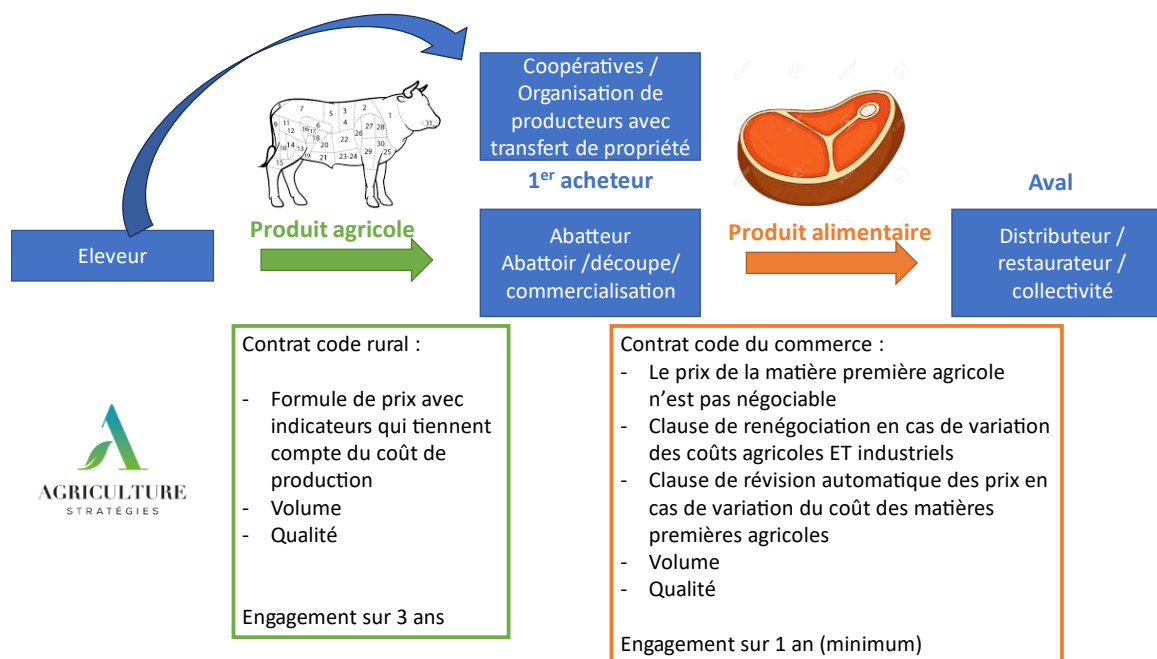 Coopératives /
Organisation de
producteurs avec
transfert de propriété
1er acheteur
Aval
Produit agricole
Produit alimentaire
Eleveur
Abatteur
Abattoir /découpe/
commercialisation
Distributeur /
restaurateur /
collectivité
Contrat code rural :
- Formule de prix avec
indicateurs qui tiennent
compte du coût de
production
- Volume
- Qualité
Engagement sur 3 ans
Contrat code du commerce :
- Le prix de la matière première agricole
n'est pas négociable
- Clause de renégociation en cas de variation
des coûts agricoles ET industriels
- Clause de révision automatique des prix en
cas de variation du coût des matières
premières agricoles
- Volume
- Qualité
Engagement sur 1 an (minimum)
AGRICULTURE
STRATÉGIES